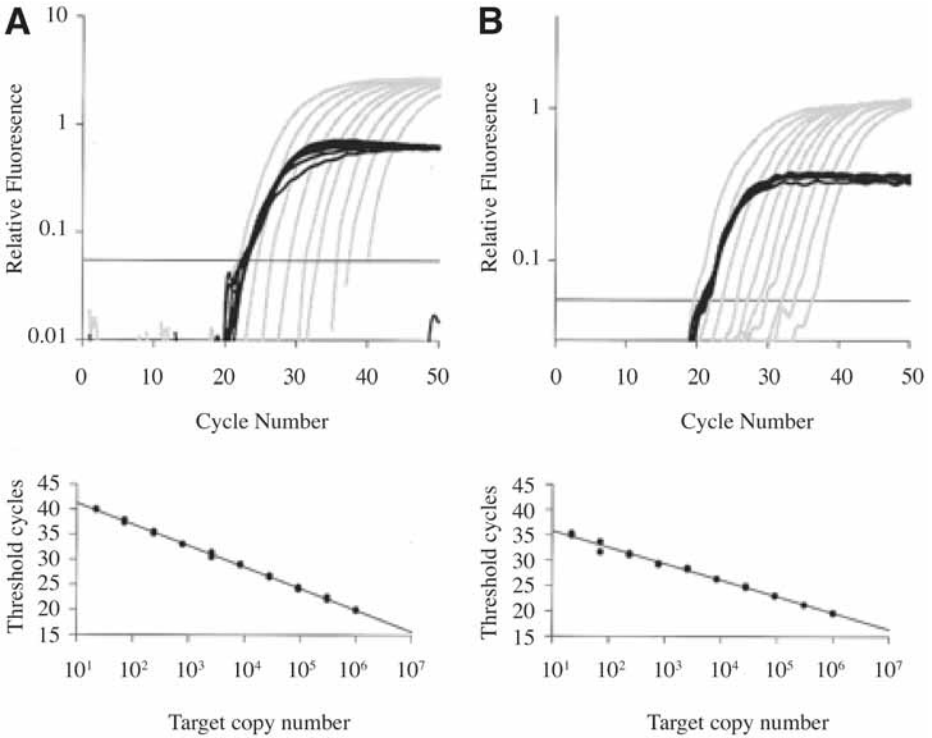 A
10
1
0.1
0.01
Relative Fluoresence
0 10 20 30 40 50
Cycle Number
B
1
0.1
Relative Fluoresence
0 10 20 30 40 50
Cycle Number
45
40
35
30
25
20
15
Threshold cycles
10¹ 10² 10³ 10⁴ 10⁵ 10⁶ 10⁷
Target copy number
45
40
35
30
25
20
15
Threshold cycles
10¹ 10² 10³ 10⁴ 10⁵ 10⁶ 10⁷
Target copy number